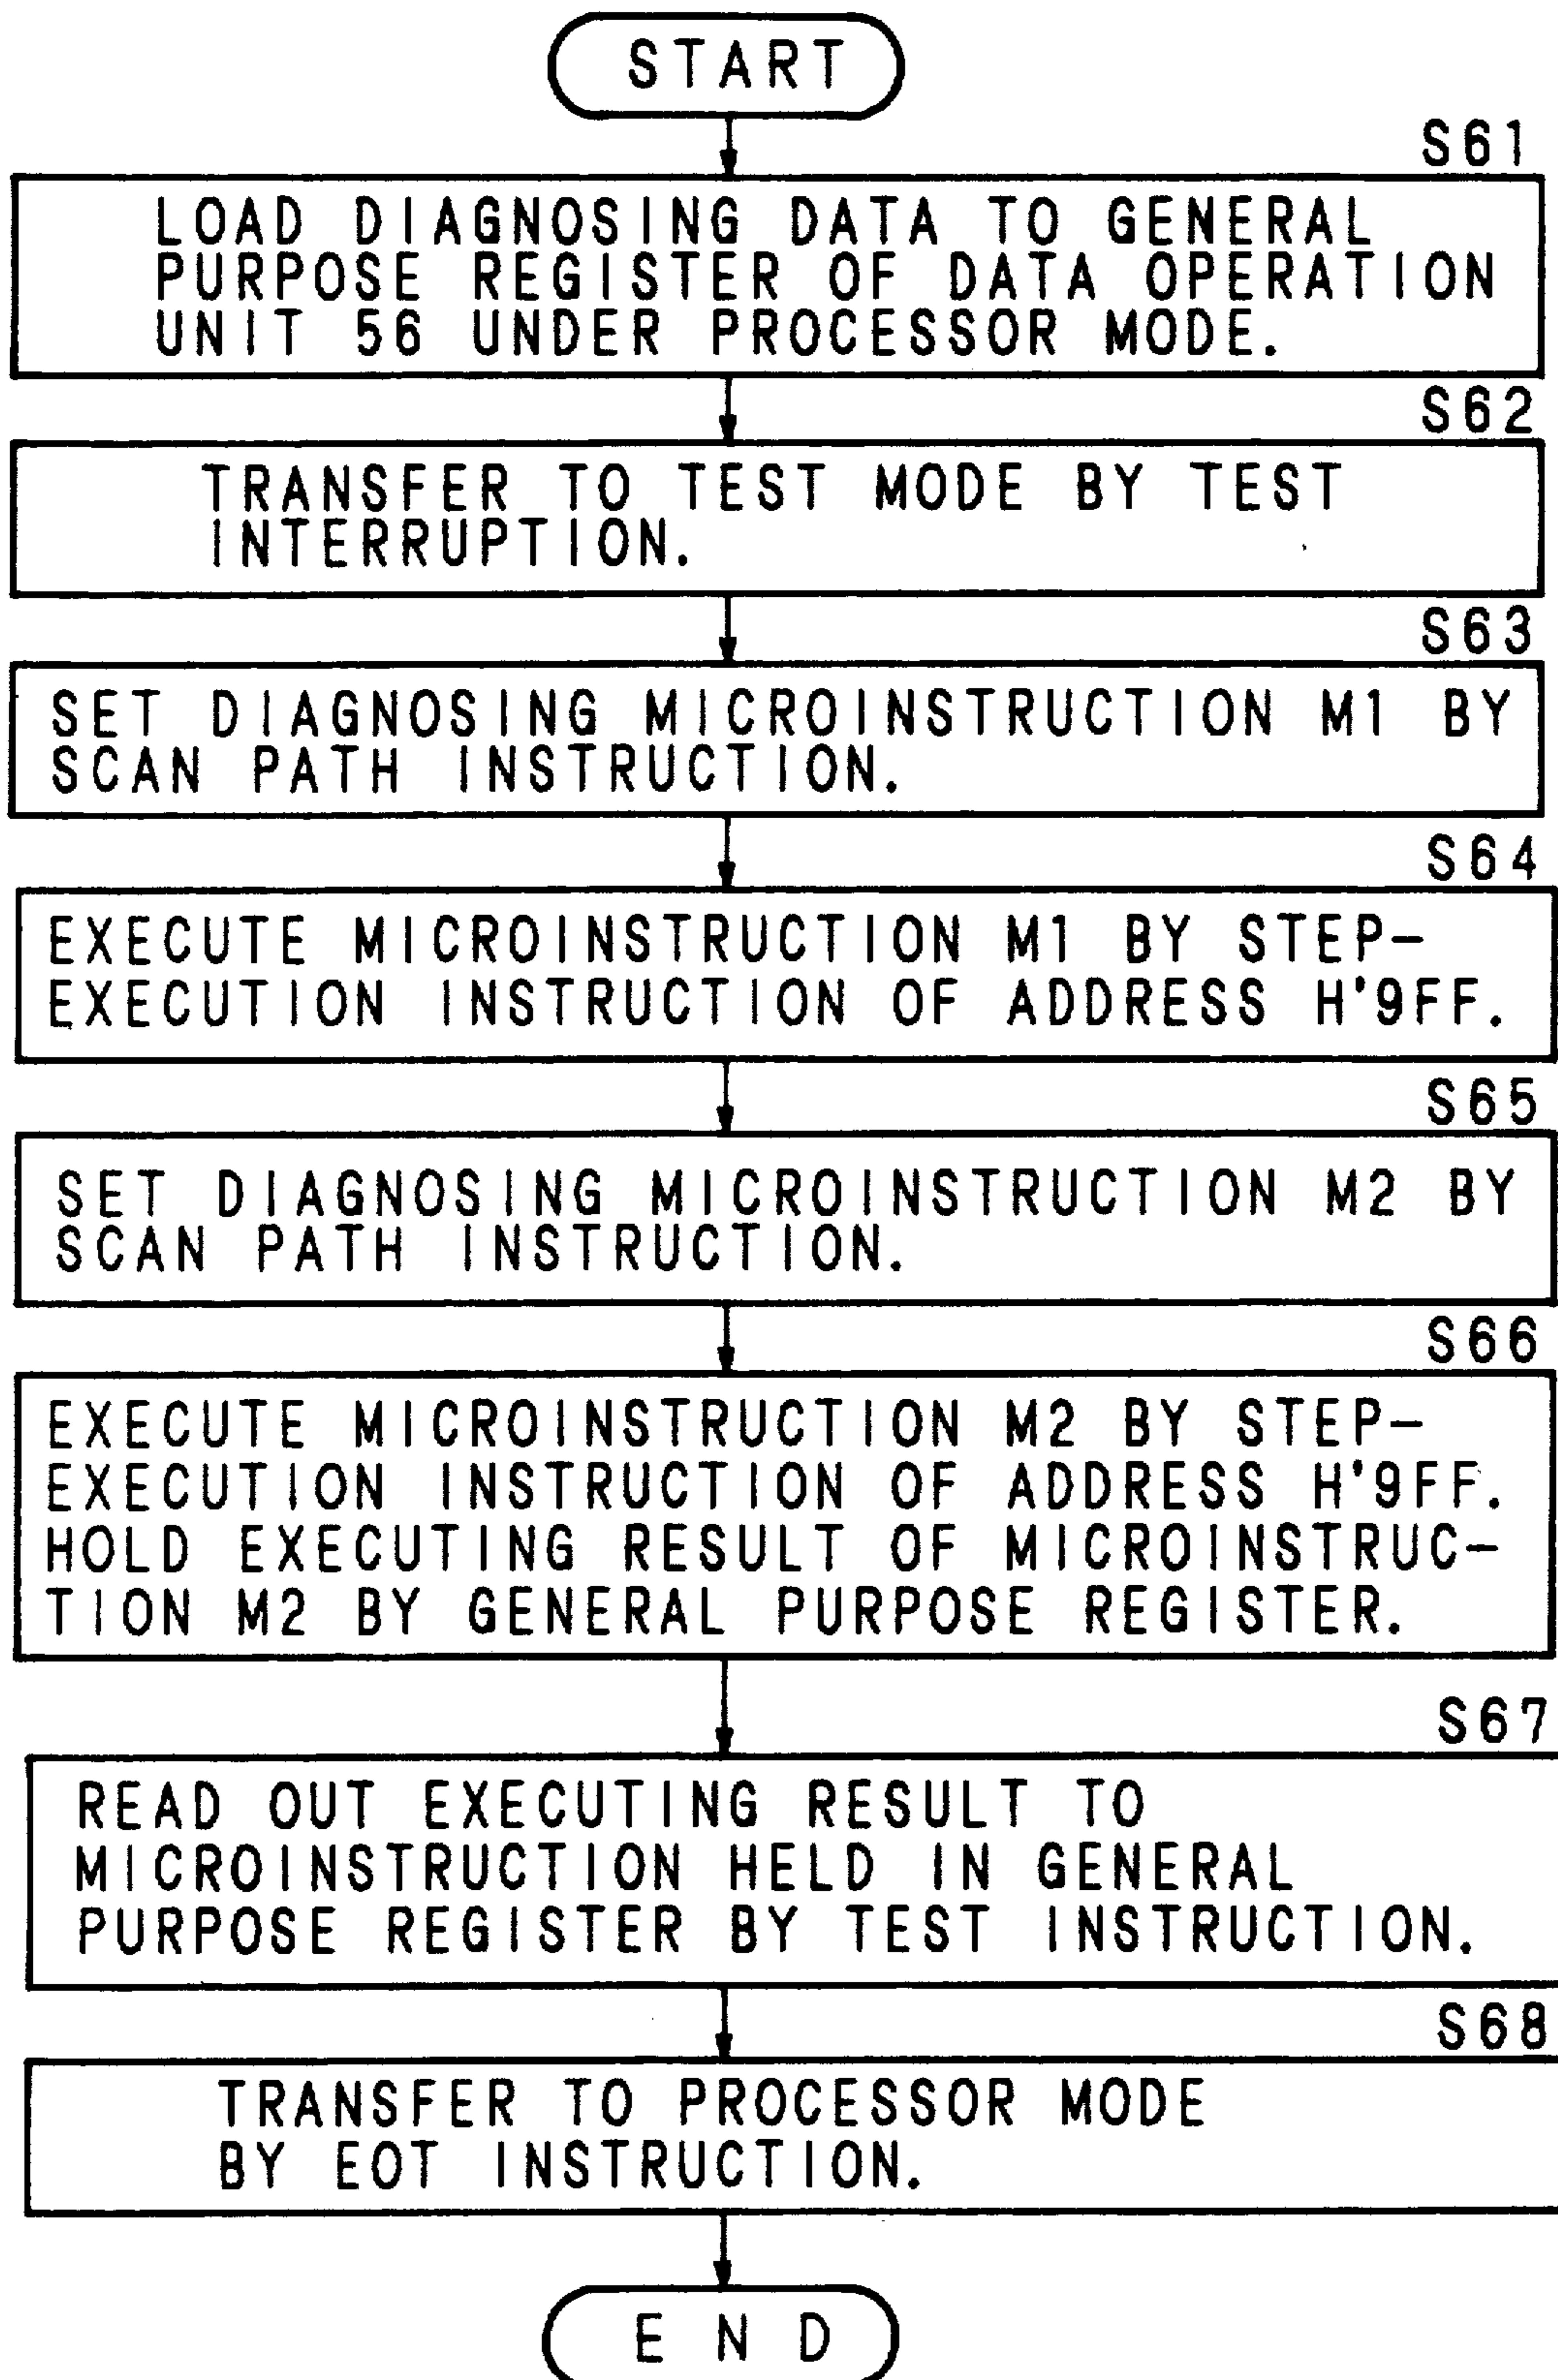 START
S61
LOAD DIAGNOSING DATA TO GENERAL
PURPOSE REGISTER OF DATA OPERATION
UNIT 56 UNDER PROCESSOR MODE.
S62
TRANSFER TO TEST MODE BY TEST
INTERRUPTION.
S63
SET DIAGNOSING MICROINSTRUCTION M1 BY
SCAN PATH INSTRUCTION.
S64
EXECUTE MICROINSTRUCTION M1 BY STEP-
EXECUTION INSTRUCTION OF ADDRESS H'9FF.
S65
SET DIAGNOSING MICROINSTRUCTION M2 BY
SCAN PATH INSTRUCTION.
S66
EXECUTE MICROINSTRUCTION M2 BY STEP-
EXECUTION INSTRUCTION OF ADDRESS H'9FF.
HOLD EXECUTING RESULT OF MICROINSTRUC-
TION M2 BY GENERAL PURPOSE REGISTER.
S67
READ OUT EXECUTING RESULT TO
MICROINSTRUCTION HELD IN GENERAL
PURPOSE REGISTER BY TEST INSTRUCTION.
S68
TRANSFER TO PROCESSOR MODE
BY EOT INSTRUCTION.
END